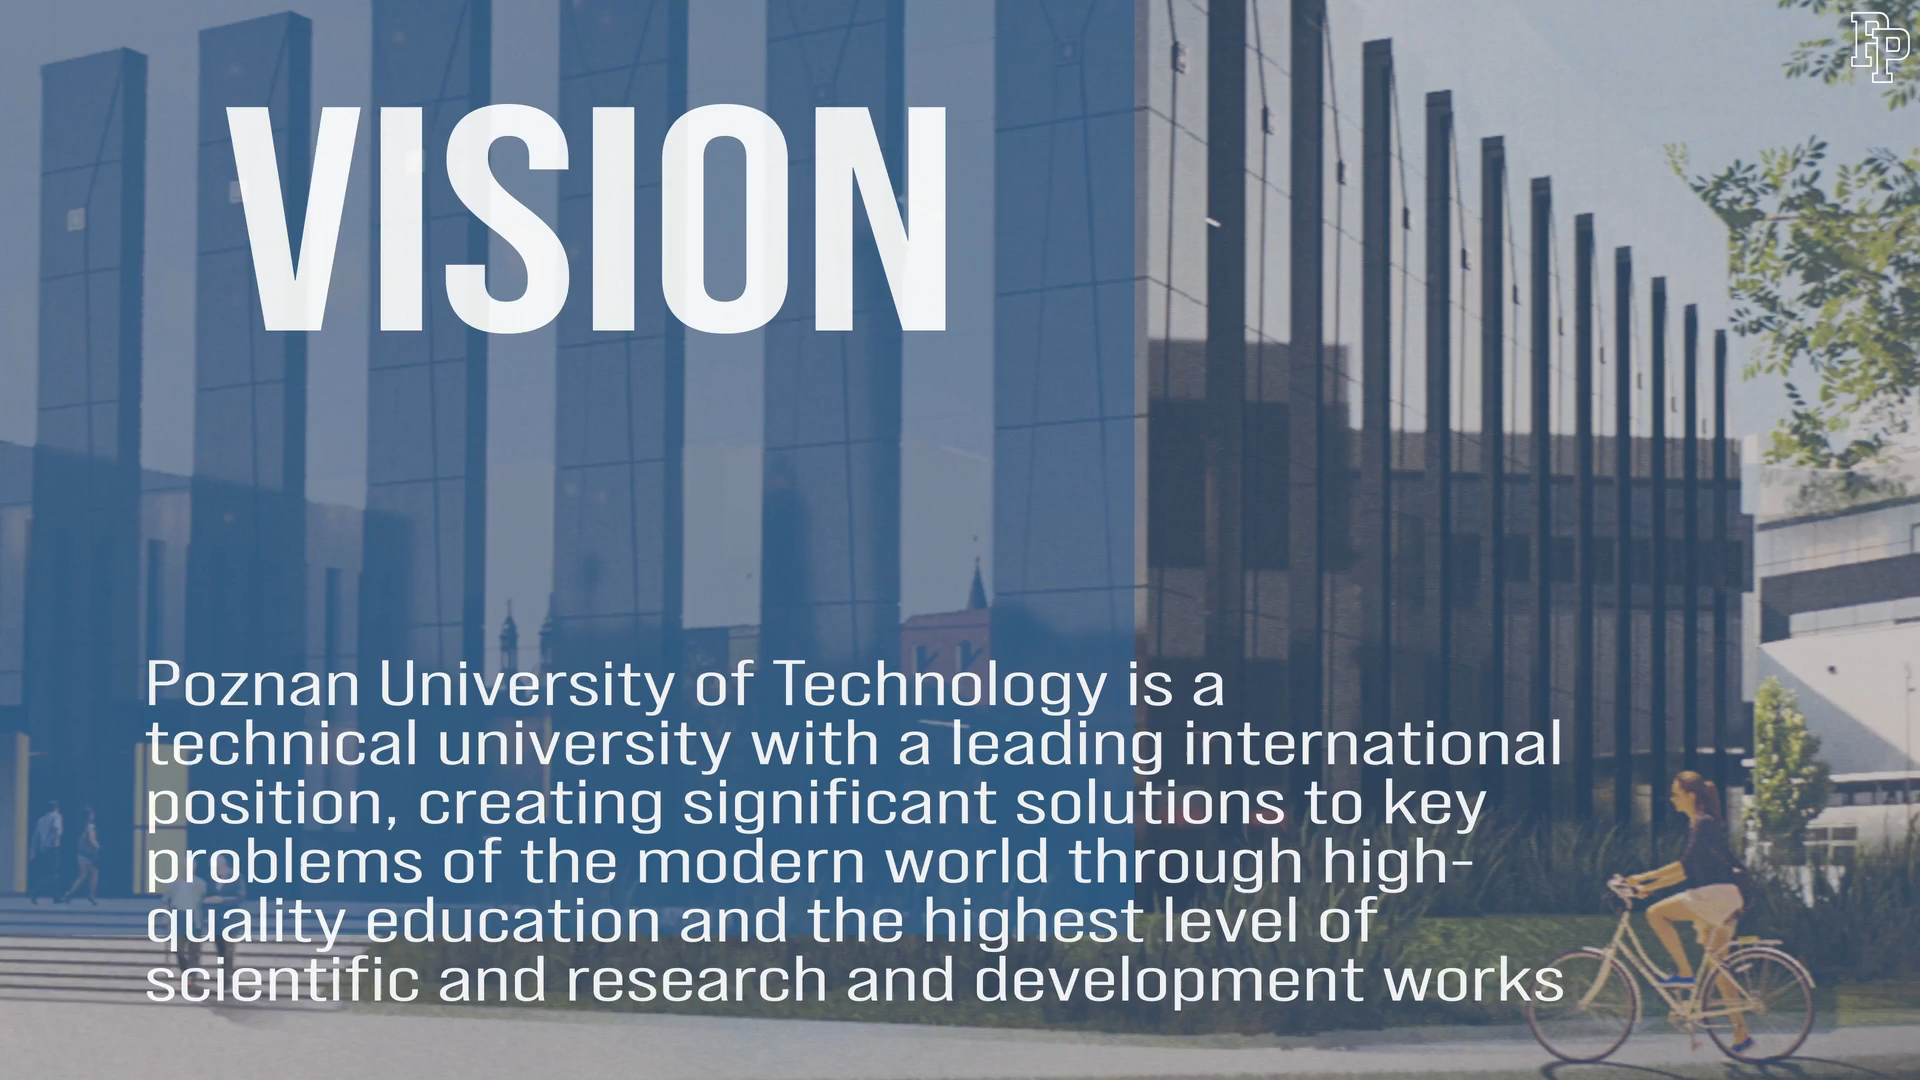 PP
VISION
Poznan University of Technology is a
technical university with a leading international
position, creating significant solutions to key
problems of the modern world through high-
quality education and the highest level of
scientific and research and development works